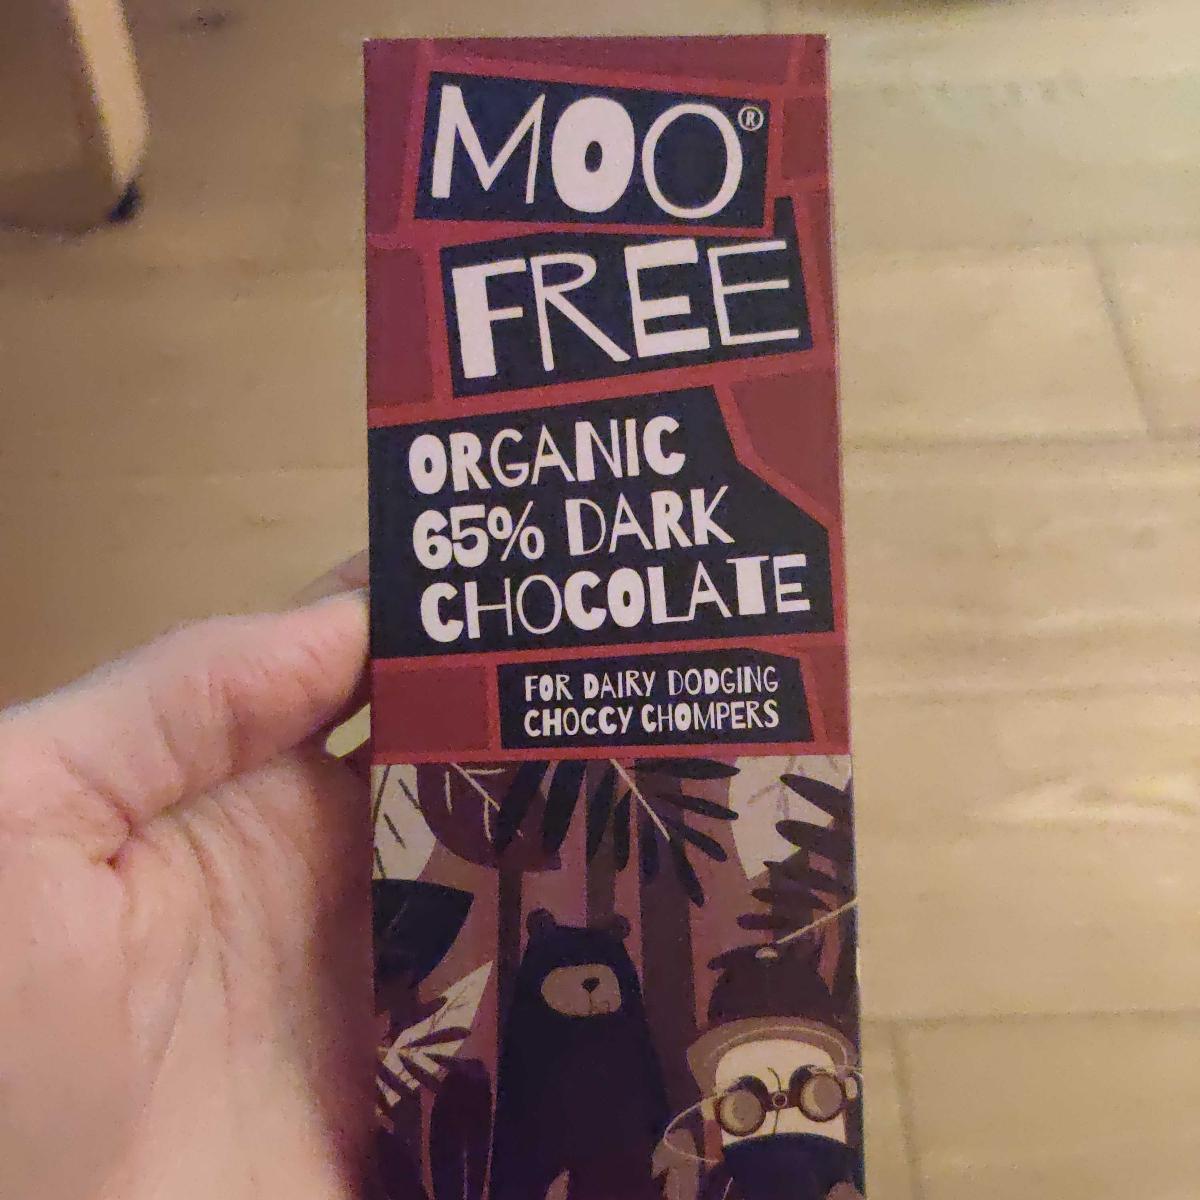 MOO®
FREE
ORGANIC
65% DARK
CHOCOLATE
FOR DAIRY DODGING
CHOCCY CHOMPERS